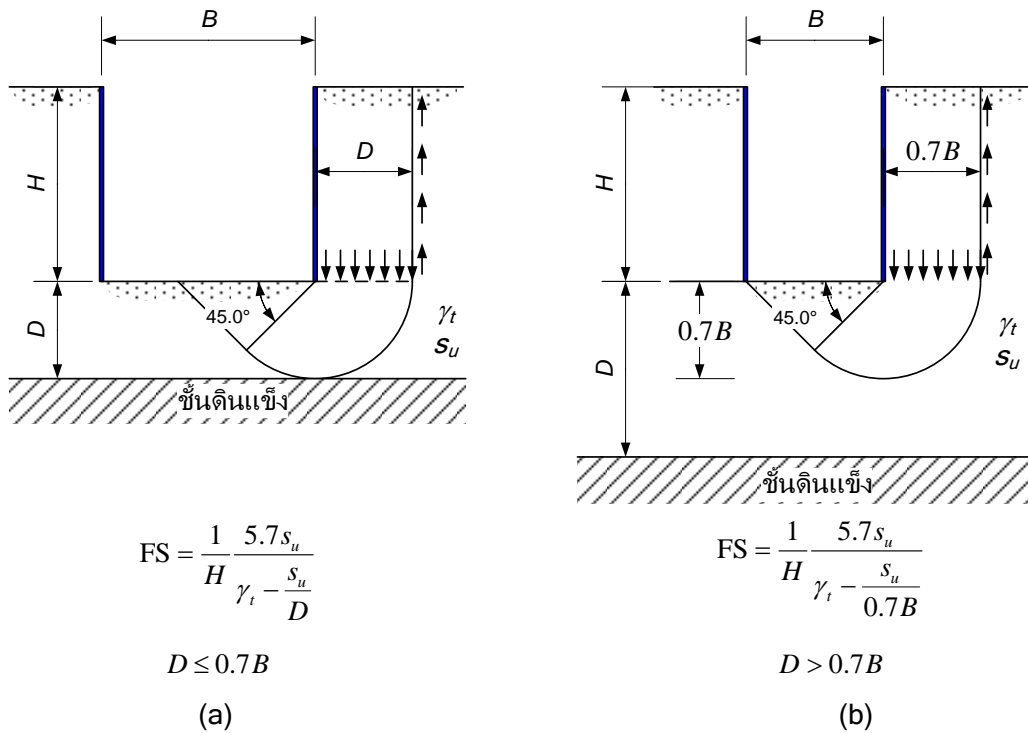 B
H
D
D
45.0°
γt
su
ชั้นดินแข็ง
FS = 1/H 5.7su/(γt − su/D)
D ≤ 0.7B
(a)
B
H
0.7B
0.7B
D
45.0°
γt
su
ชั้นดินแข็ง
FS = 1/H 5.7su/(γt − su/0.7B)
D > 0.7B
(b)